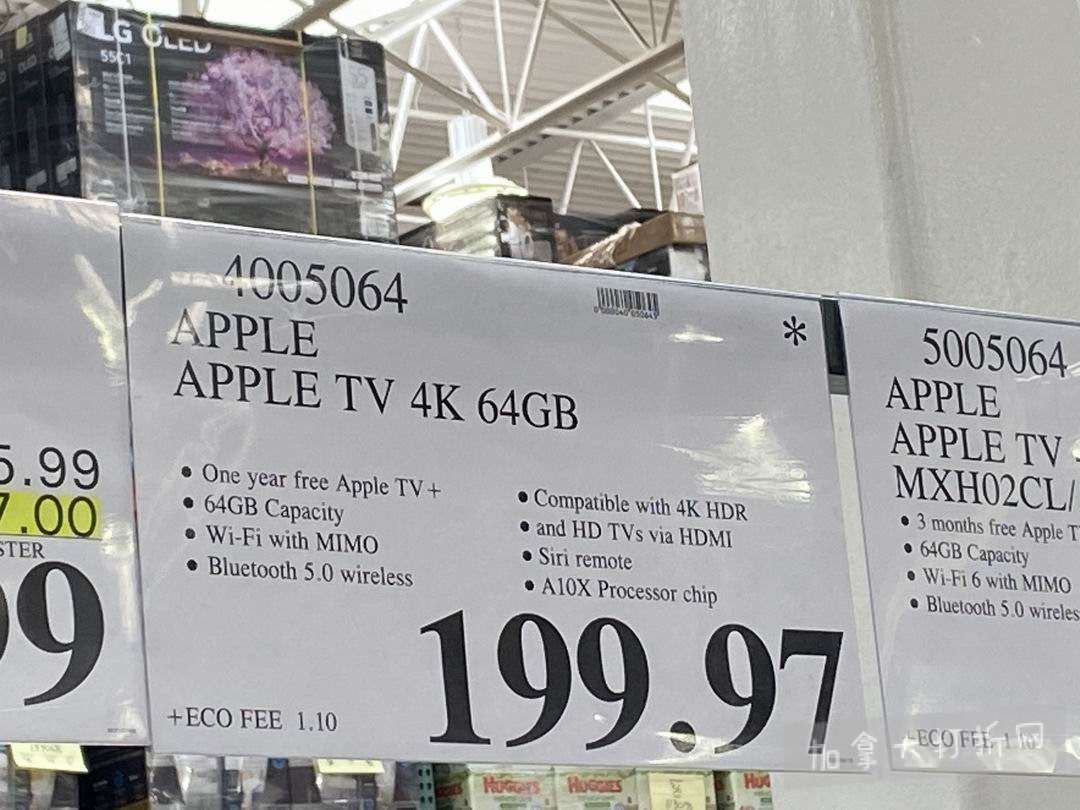 LG OLED
5.99
7.00
STER
99
4005064
APPLE
APPLE TV 4K 64GB
*
• One year free Apple TV+
• 64GB Capacity
• Wi-Fi with MIMO
• Bluetooth 5.0 wireless
• Compatible with 4K HDR
• and HD TVs via HDMI
• Siri remote
• A10X Processor chip
199.97
+ECO FEE 1.10
5005064
APPLE
APPLE TV
MXH02CL/
• 3 months free Apple T
• 64GB Capacity
• Wi-Fi 6 with MIMO
• Bluetooth 5.0 wireles
+ECO FEE 1.10
加拿大打折网
HUGGIES
HUGGIES
HUG